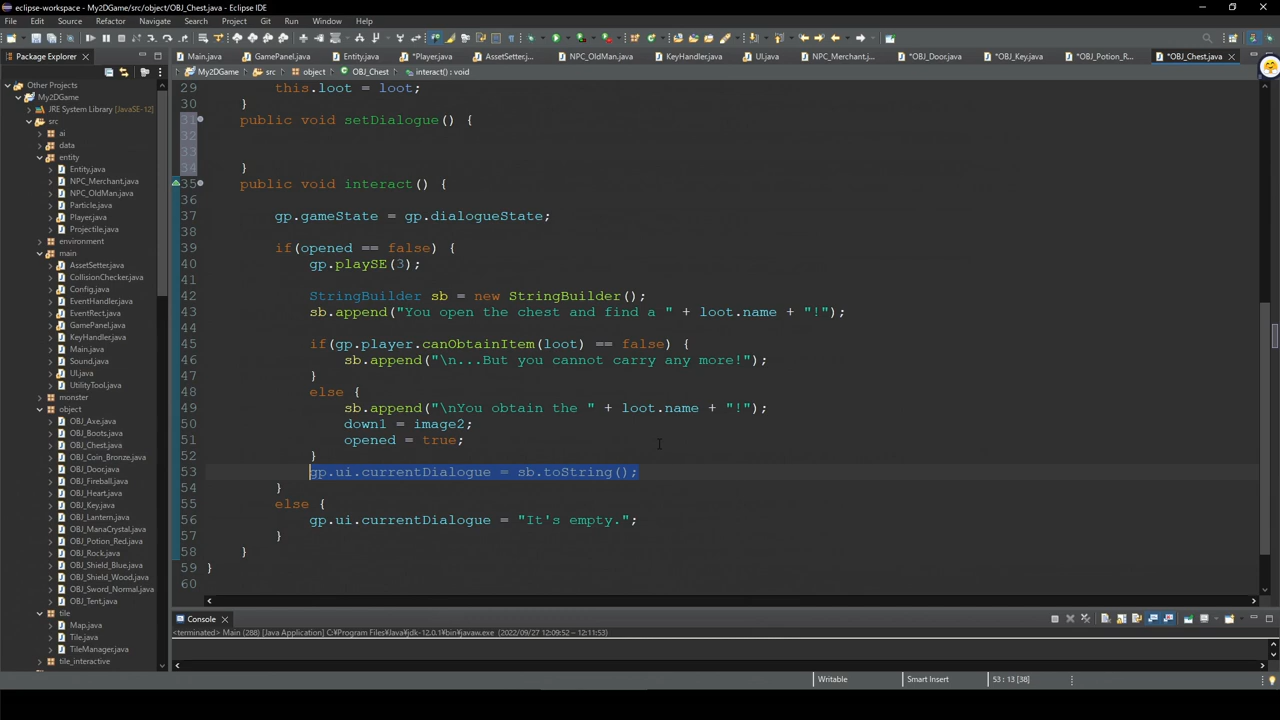 eclipse-workspace - My2DGame/src/object/OBJ_Chest.java - Eclipse IDE
File Edit Source Refactor Navigate Search Project Git Run Window Help
Package Explorer
Main.java GamePanel.java Entity.java *Player.java AssetSetter.j... NPC_OldMan.java KeyHandler.java UI.java NPC_Merchant.j... *OBJ_Door.java *OBJ_Key.java *OBJ_Potion_R... *OBJ_Chest.java
My2DGame src object OBJ_Chest interact() : void
Other Projects
My2DGame
JRE System Library [JavaSE-12]
src
ai
data
entity
Entity.java
NPC_Merchant.java
NPC_OldMan.java
Particle.java
Player.java
Projectile.java
environment
main
AssetSetter.java
CollisionChecker.java
Config.java
EventHandler.java
EventRect.java
GamePanel.java
KeyHandler.java
Main.java
Sound.java
UI.java
UtilityTool.java
monster
object
OBJ_Axe.java
OBJ_Boots.java
OBJ_Chest.java
OBJ_Coin_Bronze.java
OBJ_Door.java
OBJ_Fireball.java
OBJ_Heart.java
OBJ_Key.java
OBJ_Lantern.java
OBJ_ManaCrystal.java
OBJ_Potion_Red.java
OBJ_Rock.java
OBJ_Shield_Blue.java
OBJ_Shield_Wood.java
OBJ_Sword_Normal.java
OBJ_Tent.java
tile
Map.java
Tile.java
TileManager.java
tile_interactive
29 this.loot = loot;
30 }
31 public void setDialogue() {
32
33
34 }
35 public void interact() {
36
37 gp.gameState = gp.dialogueState;
38
39 if(opened == false) {
40 gp.playSE(3);
41
42 StringBuilder sb = new StringBuilder();
43 sb.append("You open the chest and find a " + loot.name + "!");
44
45 if(gp.player.canObtainItem(loot) == false) {
46 sb.append("\n...But you cannot carry any more!");
47 }
48 else {
49 sb.append("\nYou obtain the " + loot.name + "!");
50 down1 = image2;
51 opened = true;
52 }
53 gp.ui.currentDialogue = sb.toString();
54 }
55 else {
56 gp.ui.currentDialogue = "It's empty.";
57 }
58 }
59 }
60
Console
<terminated> Main (288) [Java Application] C:¥Program Files¥Java¥jdk-12.0.1¥bin¥javaw.exe (2022/09/27 12:09:52 – 12:11:53)
Writable Smart Insert 53 : 13 [38]